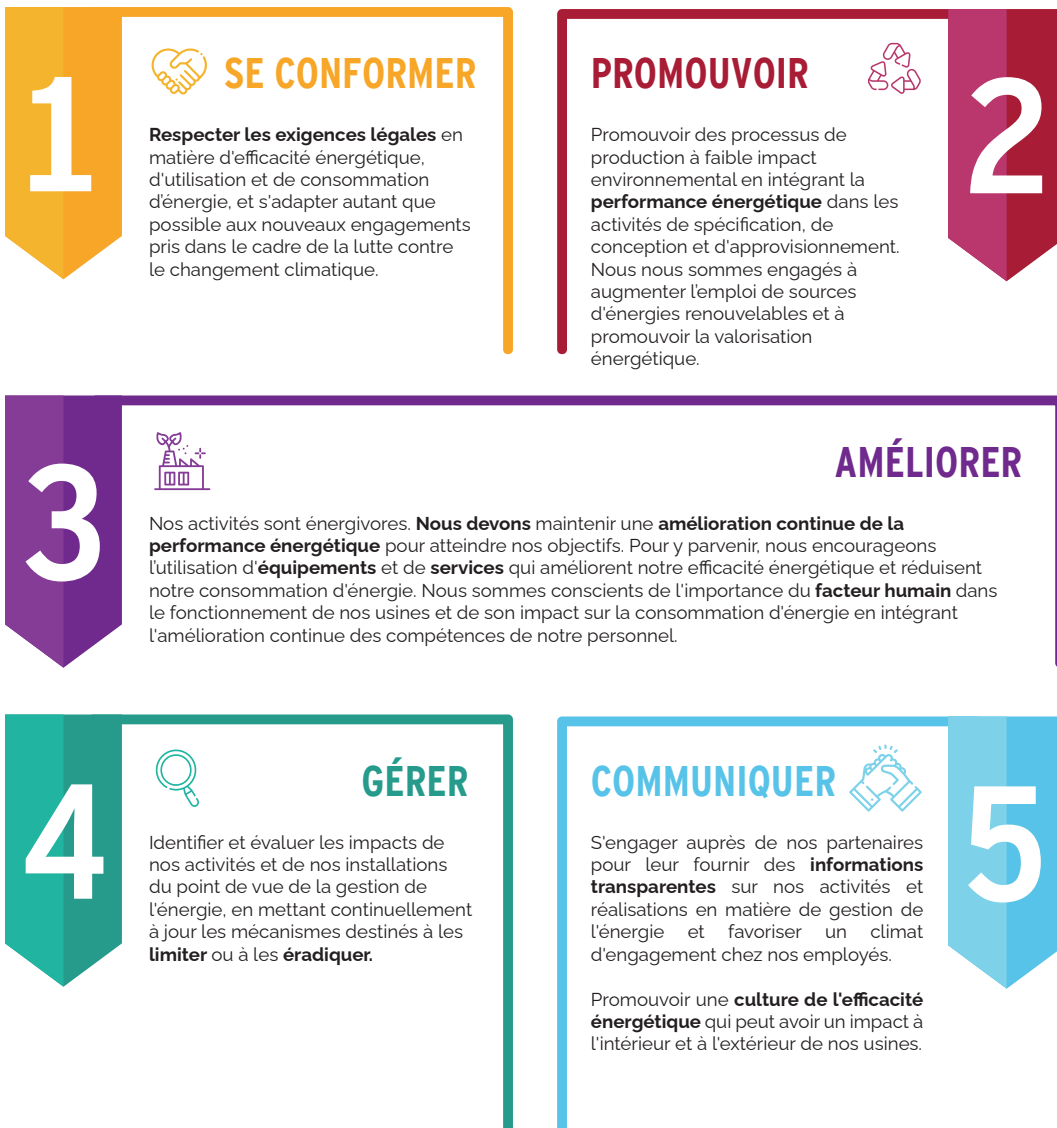 1
SE CONFORMER
Respecter les exigences légales en
matière d'efficacité énergétique,
d'utilisation et de consommation
d'énergie, et s'adapter autant que
possible aux nouveaux engagements
pris dans le cadre de la lutte contre
le changement climatique.
PROMOUVOIR
2
Promouvoir des processus de
production à faible impact
environnemental en intégrant la
performance énergétique dans les
activités de spécification, de
conception et d'approvisionnement.
Nous nous sommes engagés à
augmenter l'emploi de sources
d'énergies renouvelables et à
promouvoir la valorisation
énergétique.
3
AMÉLIORER
Nos activités sont énergivores. Nous devons maintenir une amélioration continue de la
performance énergétique pour atteindre nos objectifs. Pour y parvenir, nous encourageons
l'utilisation d'équipements et de services qui améliorent notre efficacité énergétique et réduisent
notre consommation d'énergie. Nous sommes conscients de l'importance du facteur humain dans
le fonctionnement de nos usines et de son impact sur la consommation d'énergie en intégrant
l'amélioration continue des compétences de notre personnel.
4
GÉRER
Identifier et évaluer les impacts de
nos activités et de nos installations
du point de vue de la gestion de
l'énergie, en mettant continuellement
à jour les mécanismes destinés à les
limiter ou à les éradiquer.
COMMUNIQUER
5
S'engager auprès de nos partenaires
pour leur fournir des informations
transparentes sur nos activités et
réalisations en matière de gestion de
l'énergie et favoriser un climat
d'engagement chez nos employés.
Promouvoir une culture de l'efficacité
énergétique qui peut avoir un impact à
l'intérieur et à l'extérieur de nos usines.